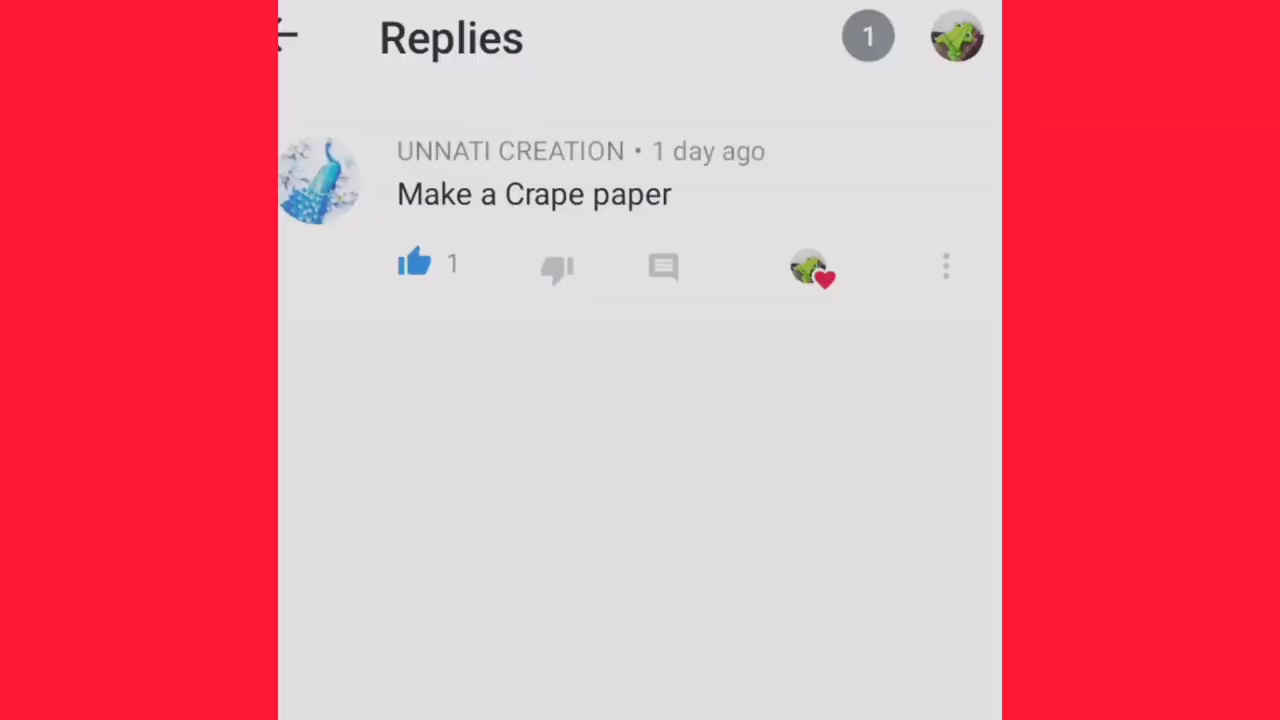 Replies
1
UNNATI CREATION • 1 day ago
Make a Crape paper
1